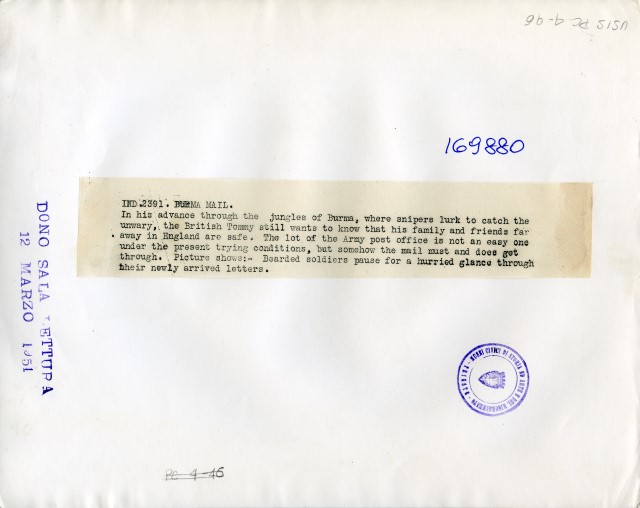 USIS PC 4-46
169880
IND.2391. BURMA MAIL.
In his advance through the jungles of Burma, where snipers lurk to catch the
unwary, the British Tommy still wants to know that his family and friends far
away in England are safe. The lot of the Army post office is not an easy one
under the present trying conditions, but somehow the mail must and does get
through. Picture shows:- Bearded soldiers pause for a hurried glance through
their newly arrived letters.
DONO SALA LETTURA
12 MARZO 1951
PC 4-46